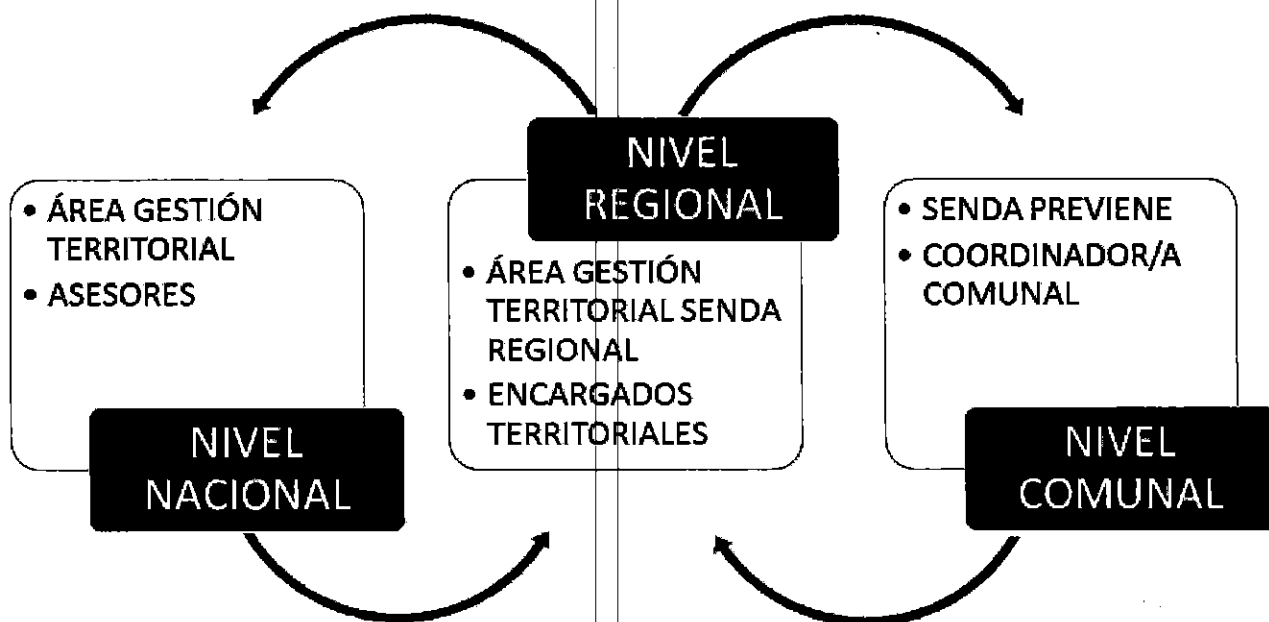 • ÁREA GESTIÓN
TERRITORIAL
• ASESORES
NIVEL
NACIONAL
NIVEL
REGIONAL
• ÁREA GESTIÓN
TERRITORIAL SENDA
REGIONAL
• ENCARGADOS
TERRITORIALES
• SENDA PREVIENE
• COORDINADOR/A
COMUNAL
NIVEL
COMUNAL